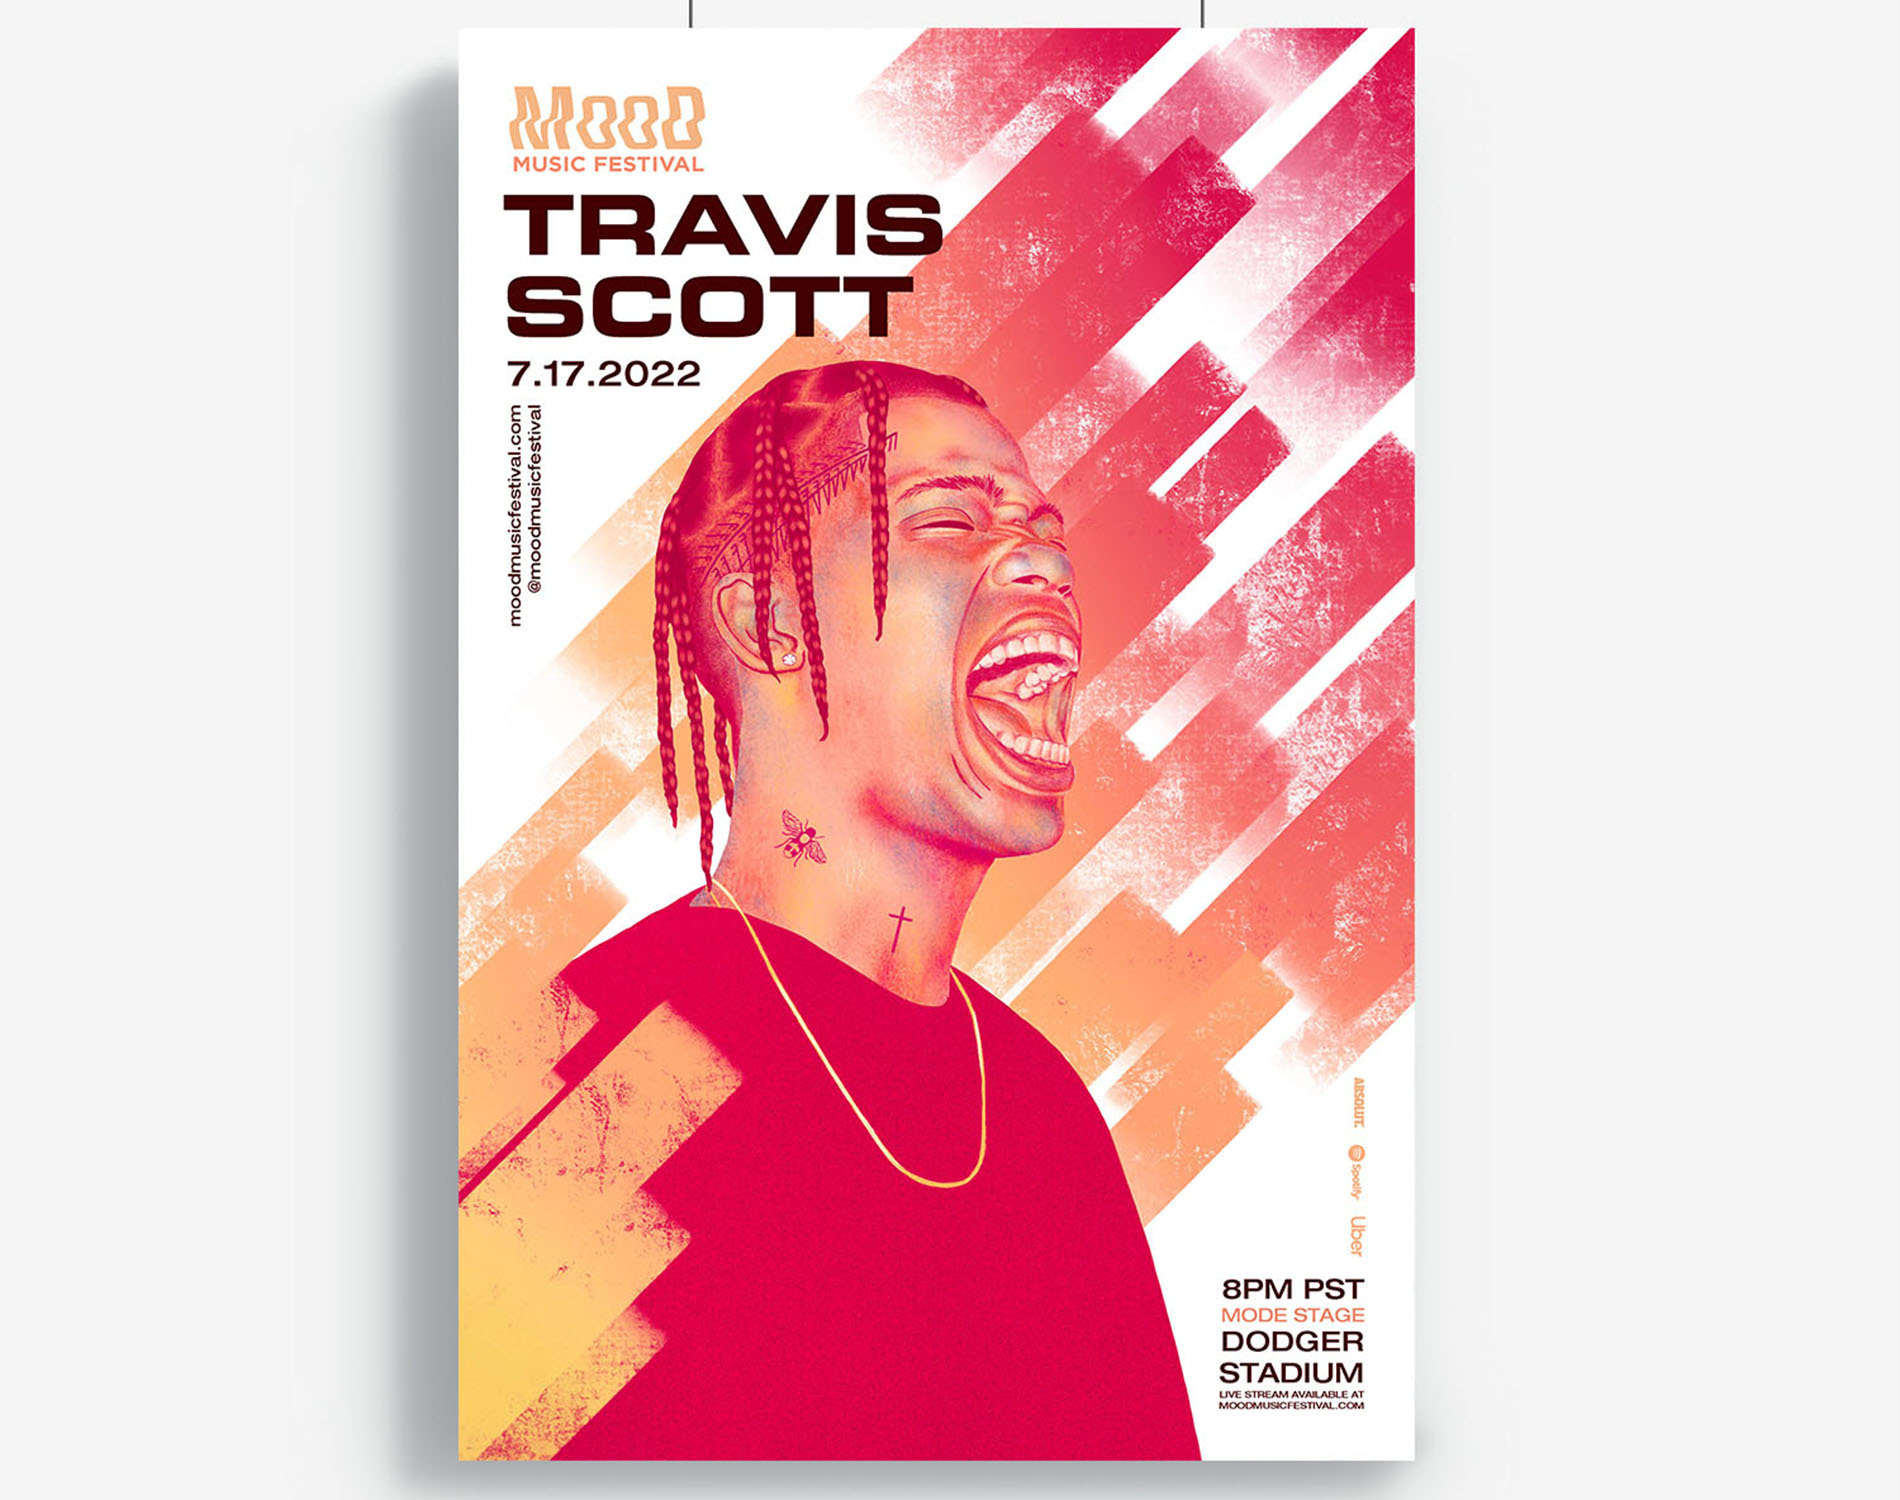 MOOD
MUSIC FESTIVAL
TRAVIS
SCOTT
7.17.2022
moodmusicfestival.com
@moodmusicfestival
ABSOLUT.
Spotify
Uber
8PM PST
MODE STAGE
DODGER
STADIUM
LIVE STREAM AVAILABLE AT
MOODMUSICFESTIVAL.COM